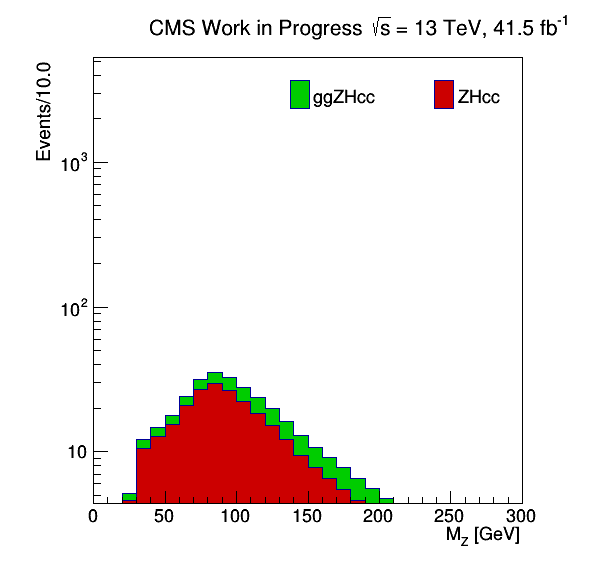 CMS Work in Progress √s = 13 TeV, 41.5 fb⁻¹
Events/10.0
ggZHcc ZHcc
10³
10²
10
0 50 100 150 200 250 300
M_Z [GeV]